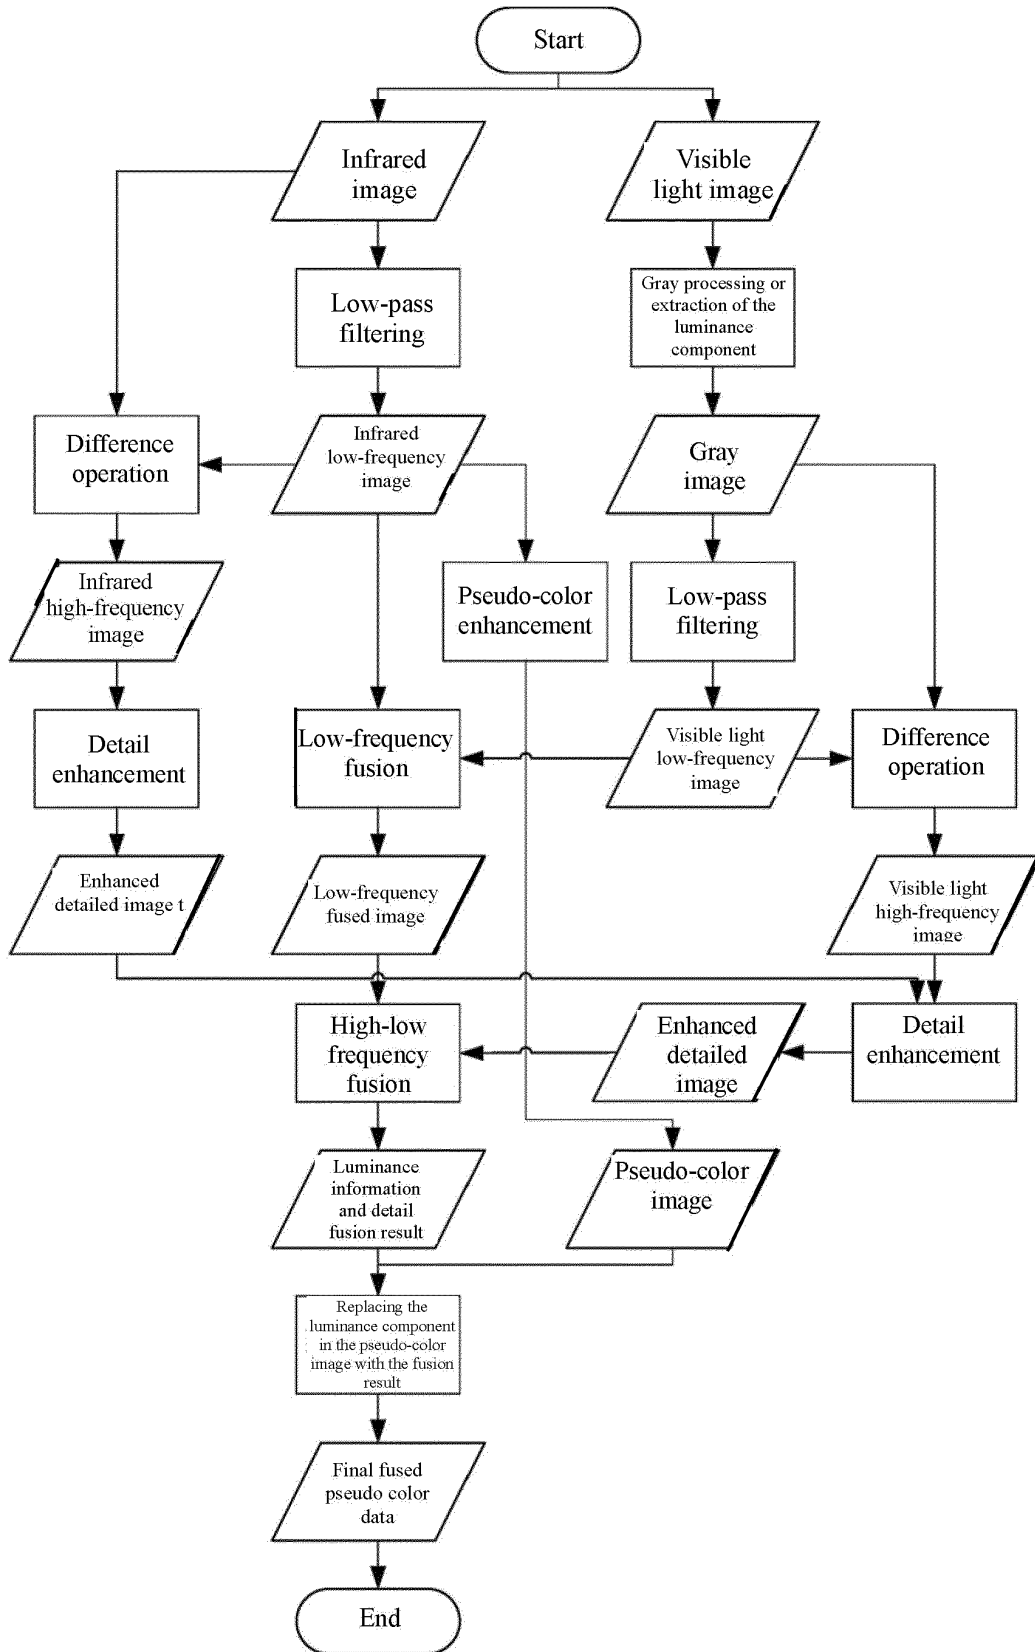 Start
Infrared
image
Visible
light image
Low-pass
filtering
Gray processing or
extraction of the
luminance
component
Difference
operation
Infrared
low-frequency
image
Gray
image
Infrared
high-frequency
image
Pseudo-color
enhancement
Low-pass
filtering
Detail
enhancement
Low-frequency
fusion
Visible light
low-frequency
image
Difference
operation
Enhanced
detailed image t
Low-frequency
fused image
Visible light
high-frequency
image
High-low
frequency
fusion
Enhanced
detailed
image
Detail
enhancement
Luminance
information
and detail
fusion result
Pseudo-color
image
Replacing the
luminance component
in the pseudo-color
image with the fusion
result
Final fused
pseudo color
data
End